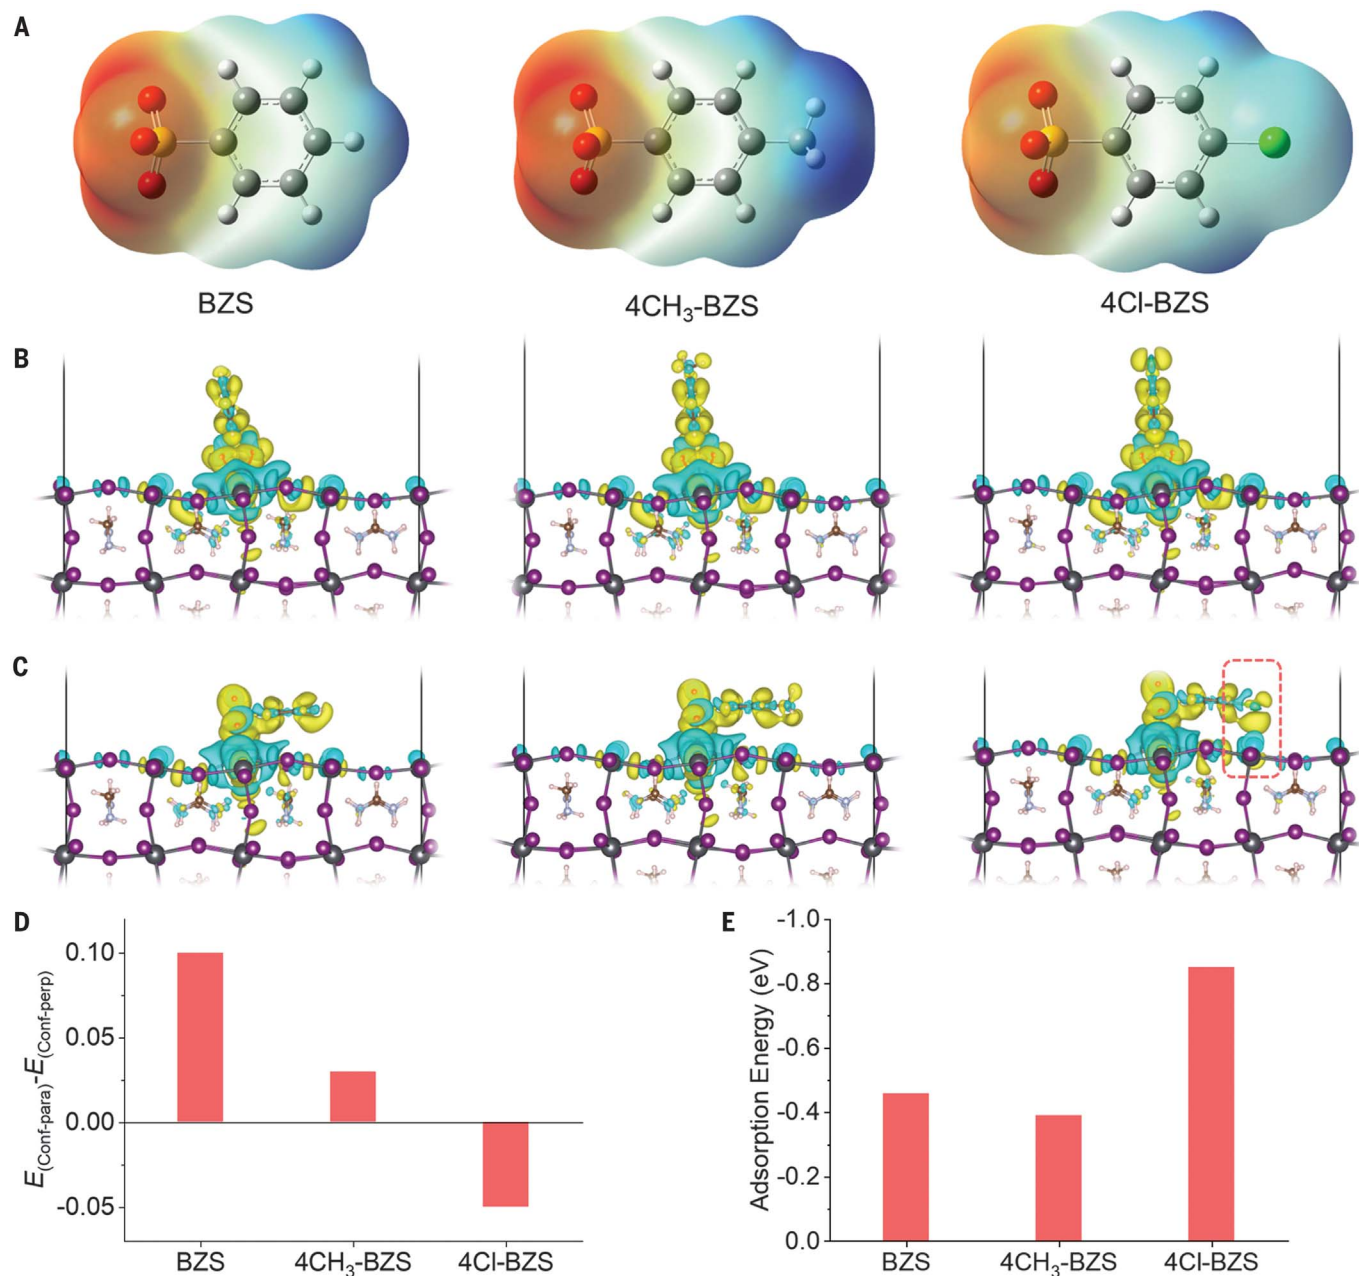 A
BZS
4CH₃-BZS
4Cl-BZS
B
C
D
E(Conf-para)-E(Conf-perp)
0.10
0.05
0.00
-0.05
BZS
4CH₃-BZS
4Cl-BZS
E
Adsorption Energy (eV)
-1.0
-0.8
-0.6
-0.4
-0.2
0.0
BZS
4CH₃-BZS
4Cl-BZS